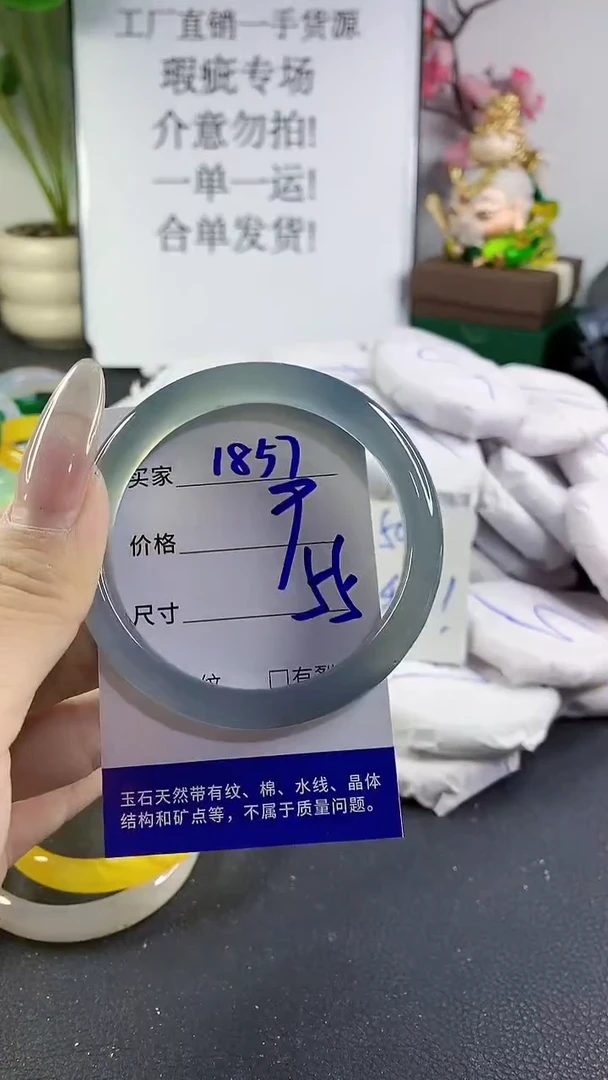 工厂直销一手货源
瑕疵专场
介意勿拍!
一单一运!
合单发货!
买家 1857
价格
尺寸 55
纹 □有裂
玉石天然带有纹、棉、水线、晶体
结构和矿点等，不属于质量问题。